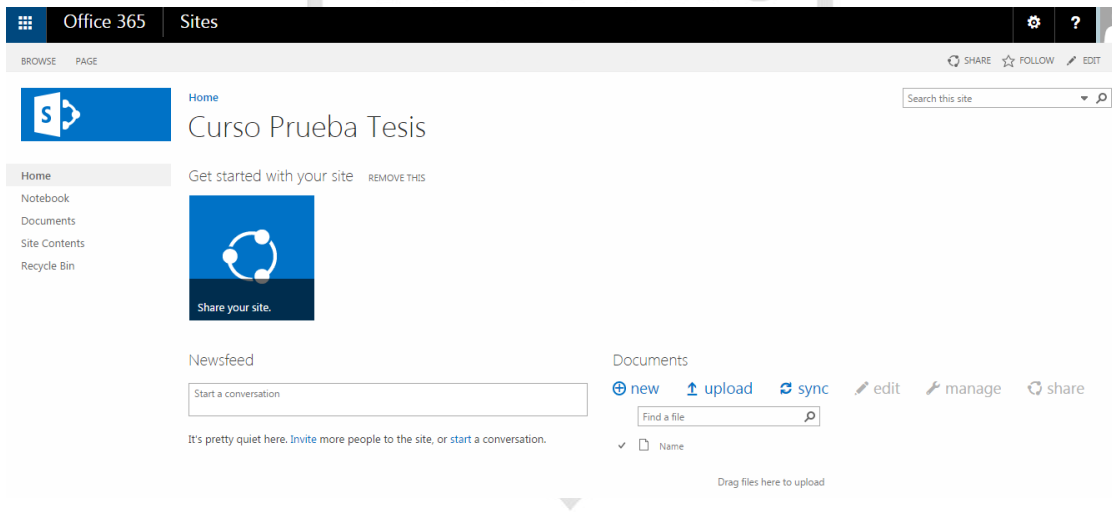 Office 365 Sites ?
BROWSE PAGE SHARE FOLLOW EDIT
S
Home
Search this site
Curso Prueba Tesis
Home
Notebook
Documents
Site Contents
Recycle Bin
Get started with your site REMOVE THIS
Share your site.
Newsfeed
Start a conversation
It's pretty quiet here. Invite more people to the site, or start a conversation.
Documents
new upload sync edit manage share
Find a file
Name
Drag files here to upload